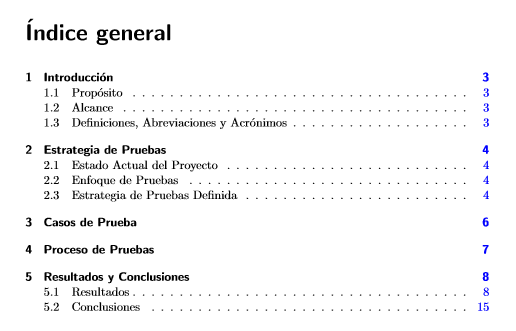 Índice general
1 Introducción 3
1.1 Propósito . . . . . . . . . . . . . . . . . . . . . . . . . . . . . . . . . . . . 3
1.2 Alcance . . . . . . . . . . . . . . . . . . . . . . . . . . . . . . . . . . . . . 3
1.3 Definiciones, Abreviaciones y Acrónimos . . . . . . . . . . . . . . . . . . . 3
2 Estrategia de Pruebas 4
2.1 Estado Actual del Proyecto . . . . . . . . . . . . . . . . . . . . . . . . . . 4
2.2 Enfoque de Pruebas . . . . . . . . . . . . . . . . . . . . . . . . . . . . . . 4
2.3 Estrategia de Pruebas Definida . . . . . . . . . . . . . . . . . . . . . . . . 4
3 Casos de Prueba 6
4 Proceso de Pruebas 7
5 Resultados y Conclusiones 8
5.1 Resultados . . . . . . . . . . . . . . . . . . . . . . . . . . . . . . . . . . . . 8
5.2 Conclusiones . . . . . . . . . . . . . . . . . . . . . . . . . . . . . . . . . . 15